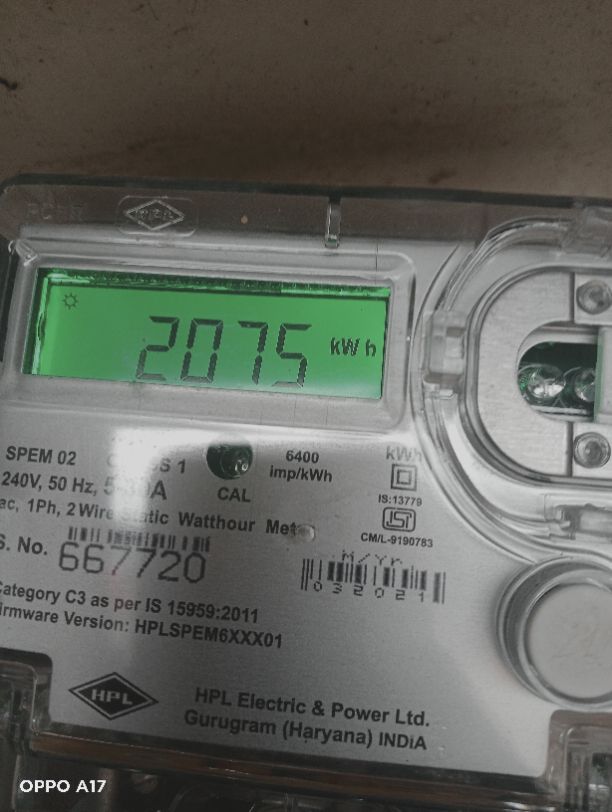 HPL
2075 kWh
SPEM 02
1
6400
imp/kWh
kWh
240V, 50 Hz,
CAL
IS:13779
ac, 1Ph, 2 Wire Static Watthour
ISI
CM/L-9190783
S. No. 667720
M/Yr
032021
Category C3 as per IS 15959:2011
Firmware Version: HPLSPEM6XXX01
HPL
HPL Electric & Power Ltd.
Gurugram (Haryana) INDiA
OPPO A17